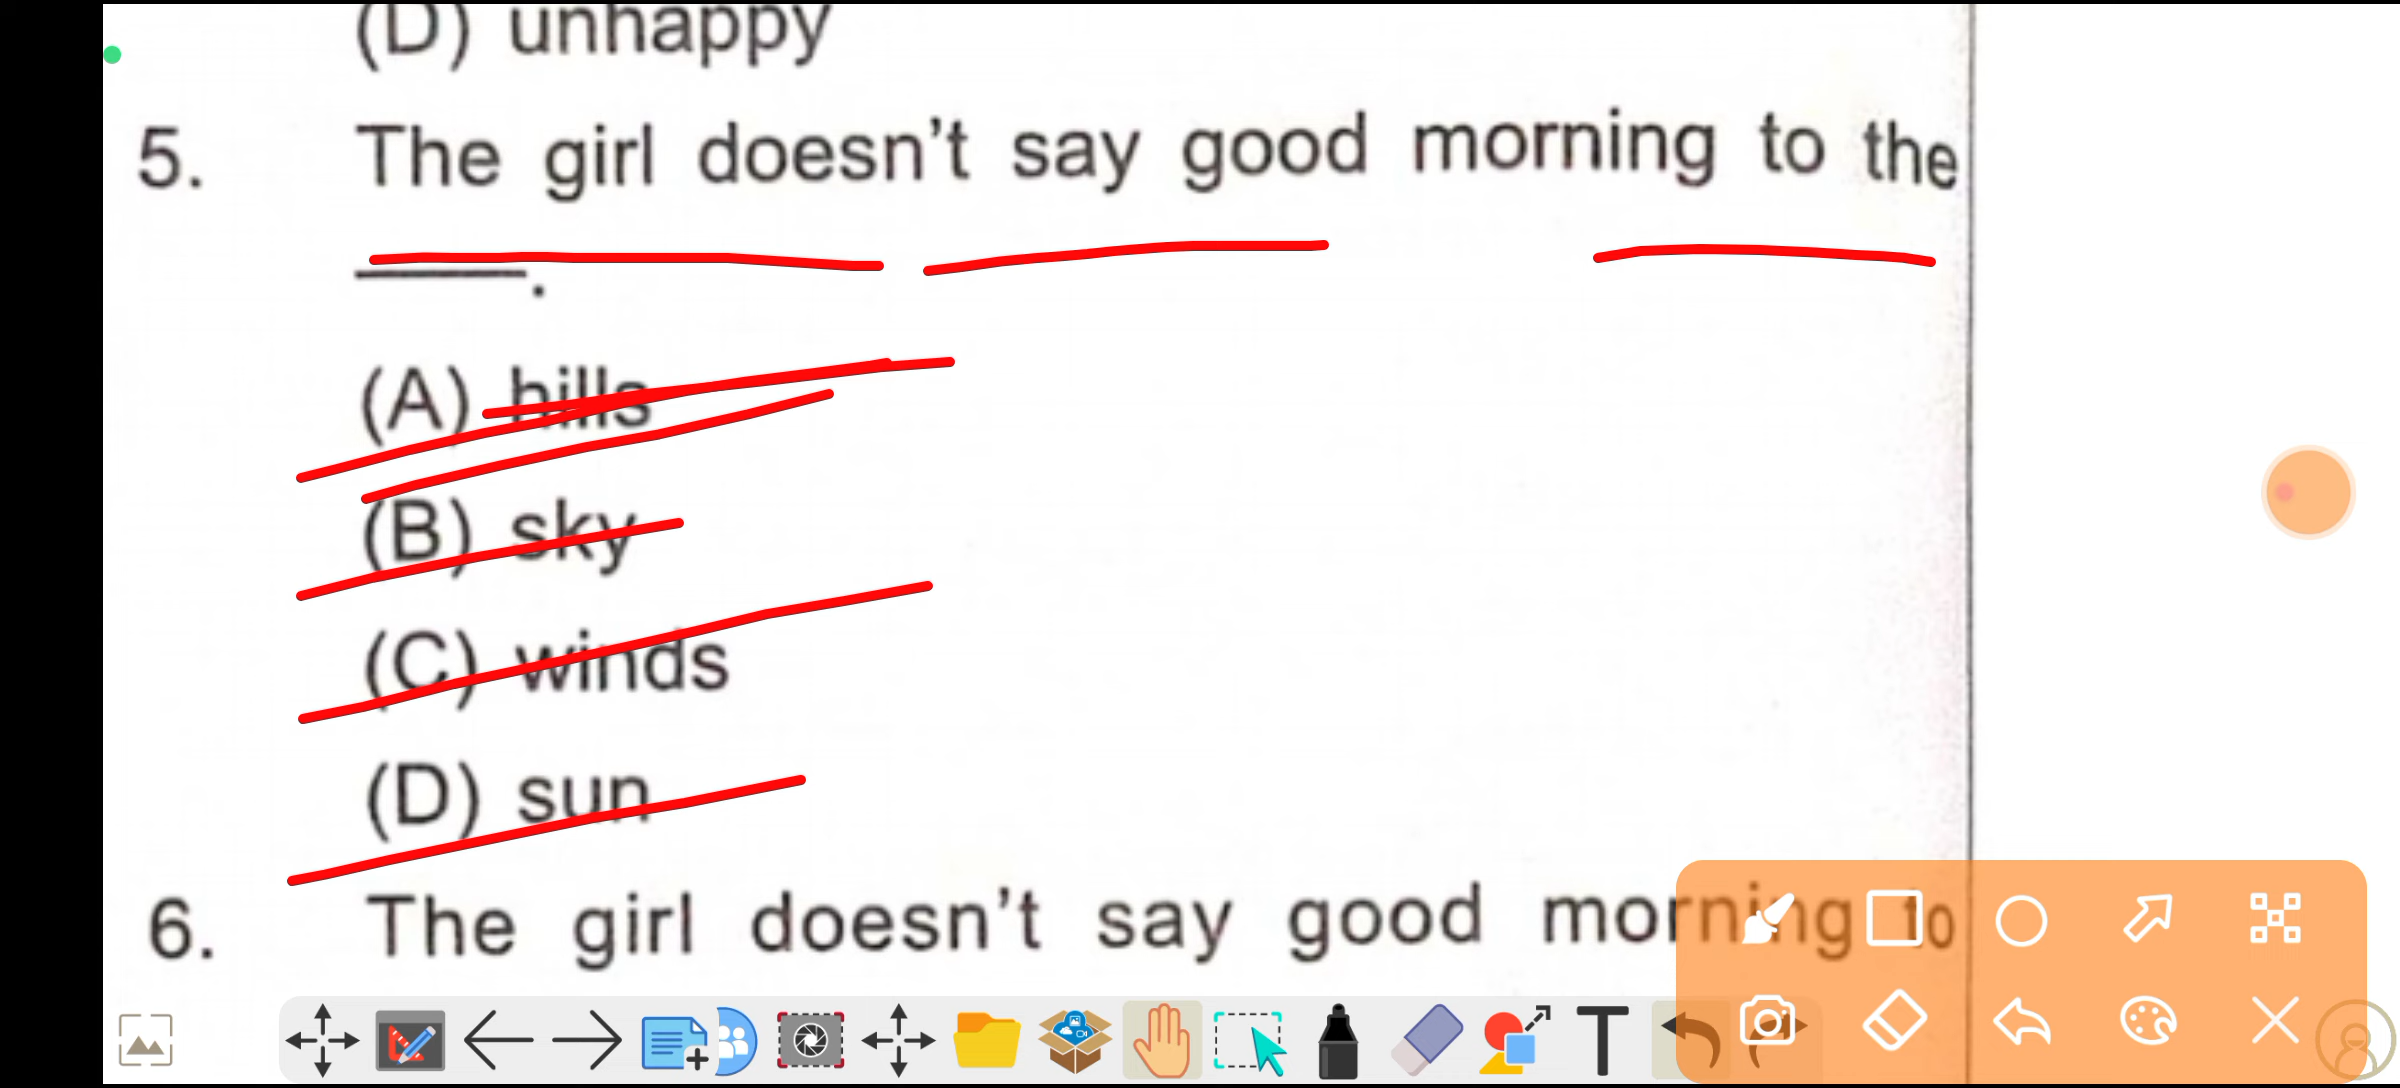 (D) unhappy
5. The girl doesn't say good morning to the
____.
(A) hills
(B) sky
(C) winds
(D) sun
6. The girl doesn't say good morning to
T